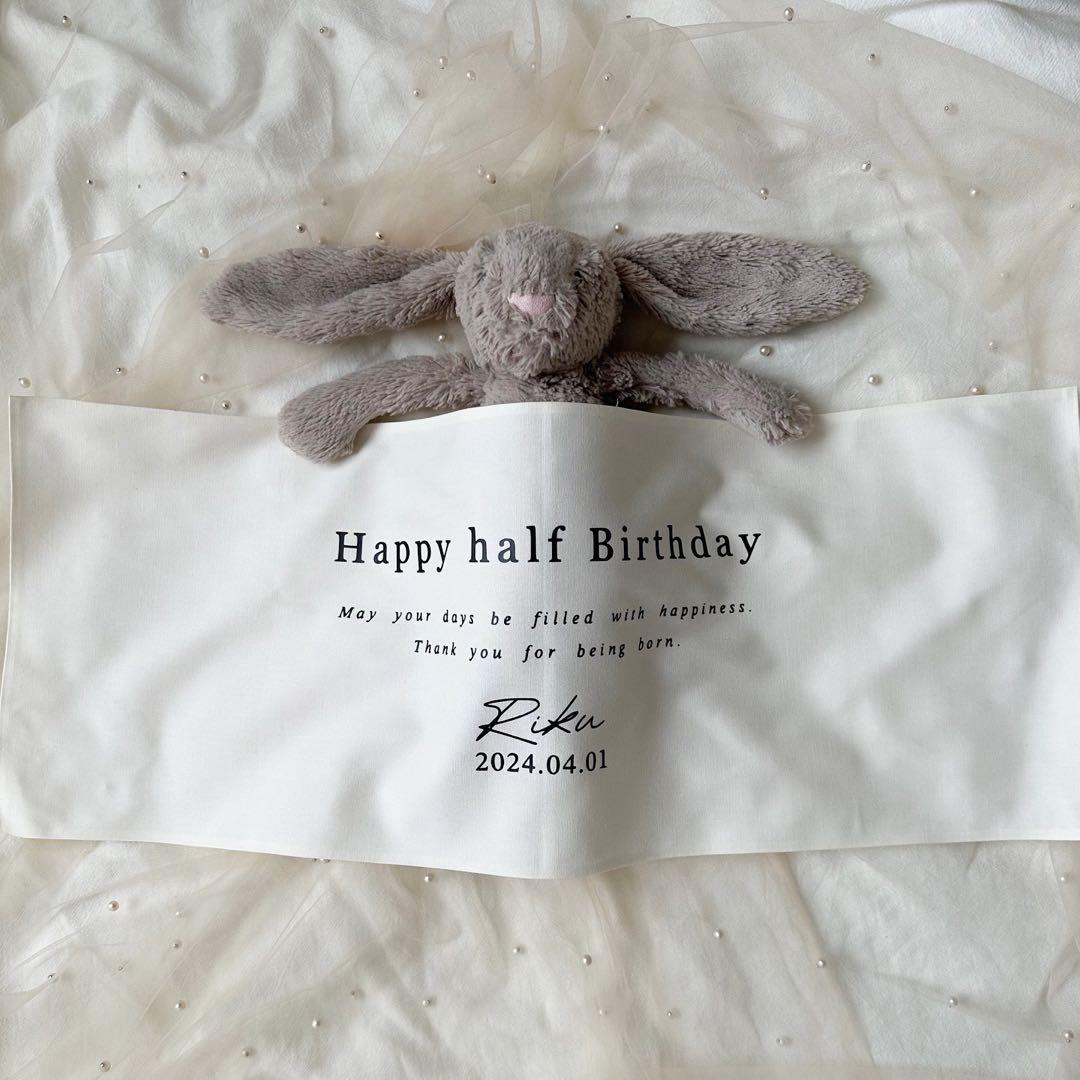 Happy half Birthday
May your days be filled with happiness.
Thank you for being born.
Riku
2024.04.01